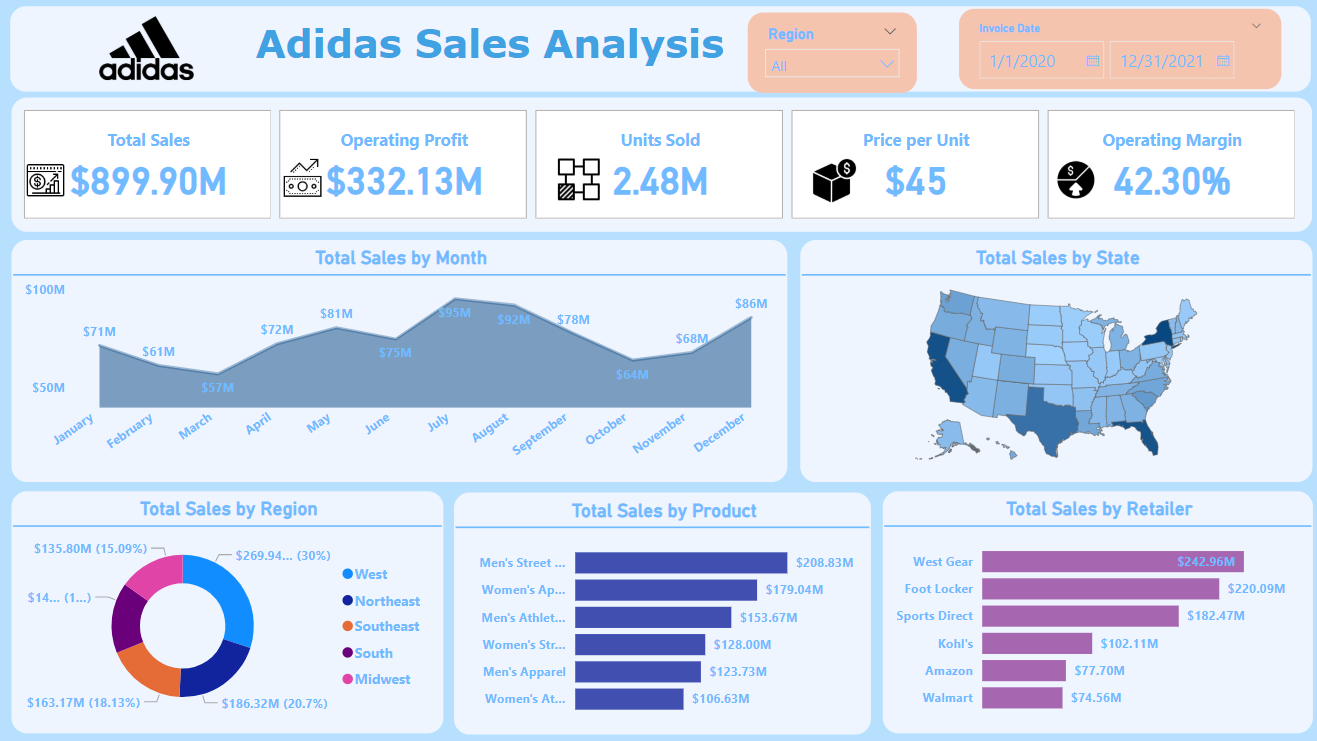 adidas
Adidas Sales Analysis
Region
All
Invoice Date
1/1/2020
12/31/2021
Total Sales
$899.90M
Operating Profit
$332.13M
Units Sold
2.48M
Price per Unit
$45
Operating Margin
42.30%
Total Sales by Month
$100M
$50M
$71M
$61M
$57M
$72M
$81M
$75M
$95M
$92M
$78M
$64M
$68M
$86M
January
February
March
April
May
June
July
August
September
October
November
December
Total Sales by State
Total Sales by Region
$135.80M (15.09%)
$269.94... (30%)
$14... (1...)
$163.17M (18.13%)
$186.32M (20.7%)
West
Northeast
Southeast
South
Midwest
Total Sales by Product
Men's Street ... $208.83M
Women's Ap... $179.04M
Men's Athlet... $153.67M
Women's Str... $128.00M
Men's Apparel $123.73M
Women's At... $106.63M
Total Sales by Retailer
West Gear $242.96M
Foot Locker $220.09M
Sports Direct $182.47M
Kohl's $102.11M
Amazon $77.70M
Walmart $74.56M